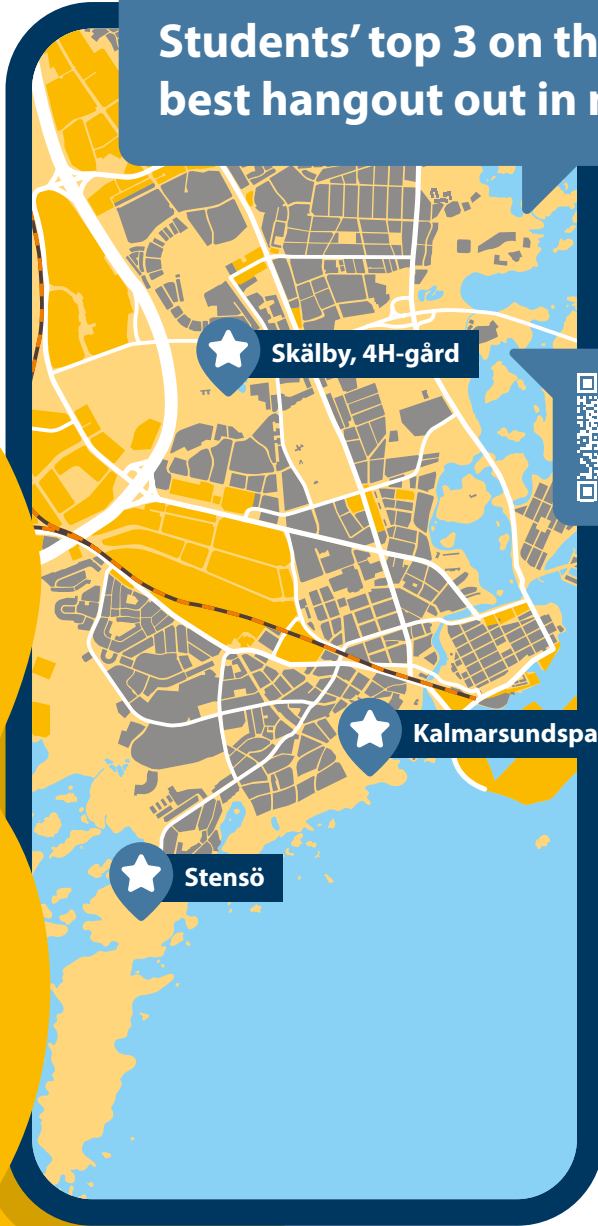 Students’ top 3 on th
best hangout out in
Skälby, 4H-gård
Kalmarsundspa
Stensö